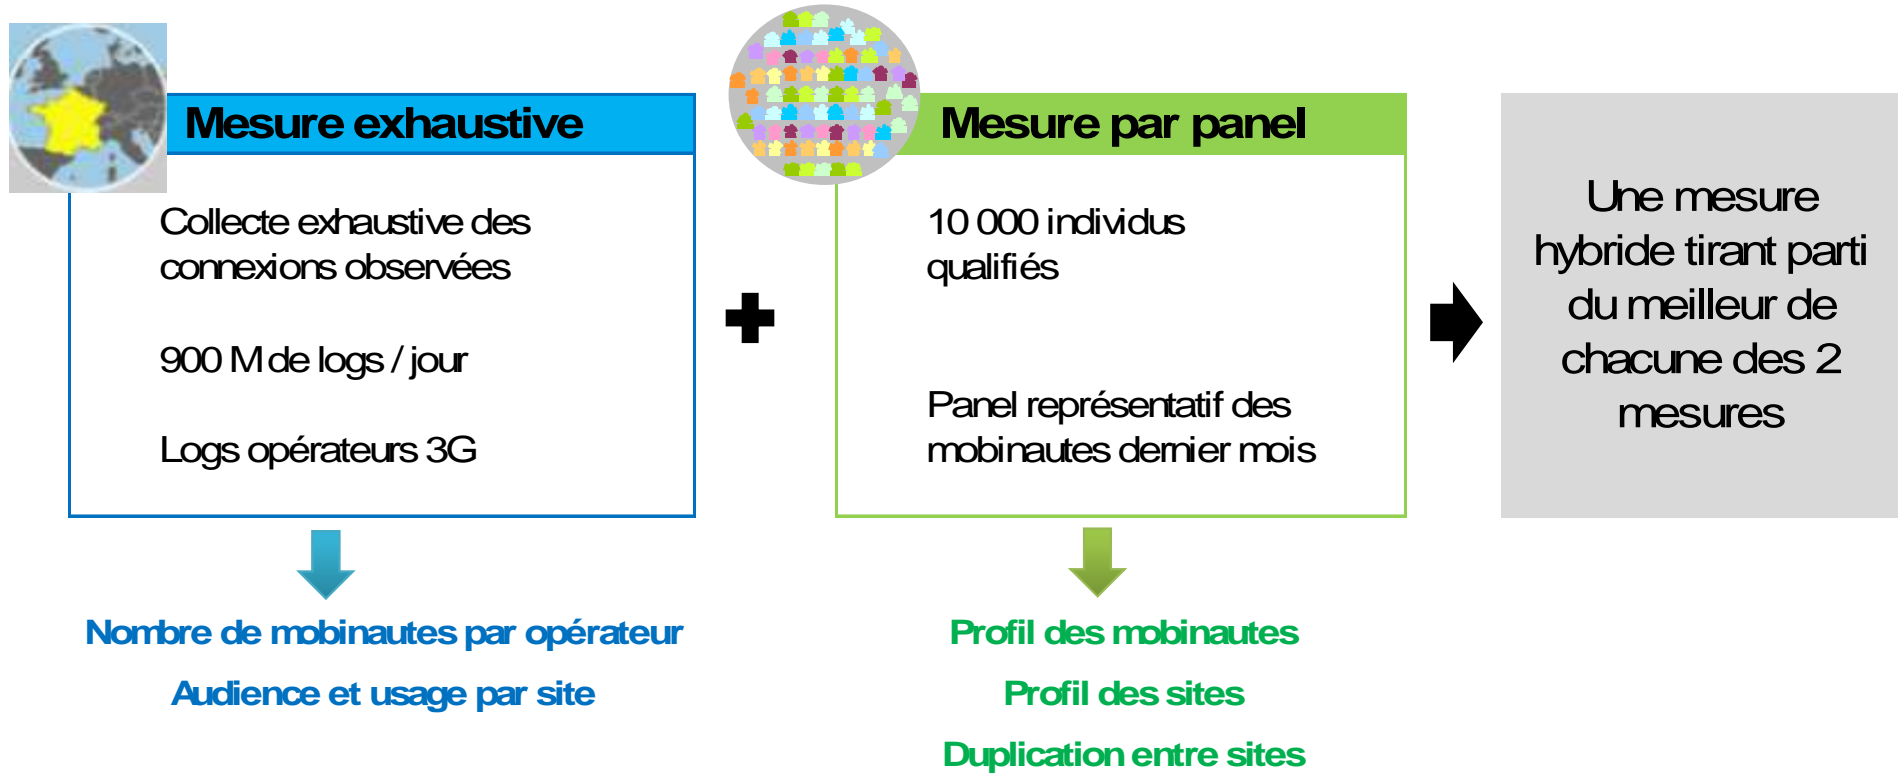 Mesure exhaustive
Collecte exhaustive des
connexions observées
900 M de logs / jour
Logs opérateurs 3G
Nombre de mobinautes par opérateur
Audience et usage par site
Mesure par panel
10 000 individus
qualifiés
Panel représentatif des
mobinautes dernier mois
Profil des mobinautes
Profil des sites
Duplication entre sites
Une mesure
hybride tirant parti
du meilleur de
chacune des 2
mesures